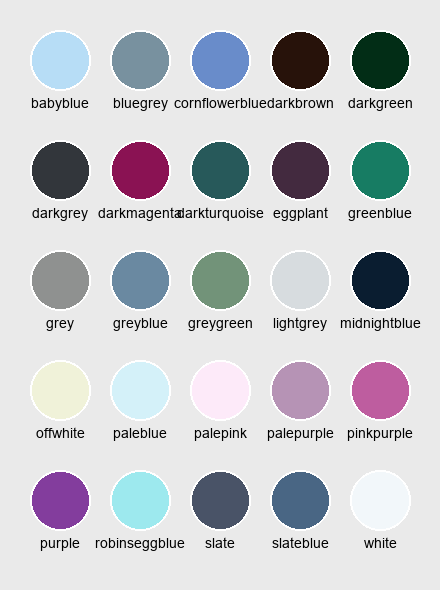 babyblue bluegrey cornflowerblue darkbrown darkgreen
darkgrey darkmagenta darkturquoise eggplant greenblue
grey greyblue greygreen lightgrey midnightblue
offwhite paleblue palepink palepurple pinkpurple
purple robinseggblue slate slateblue white